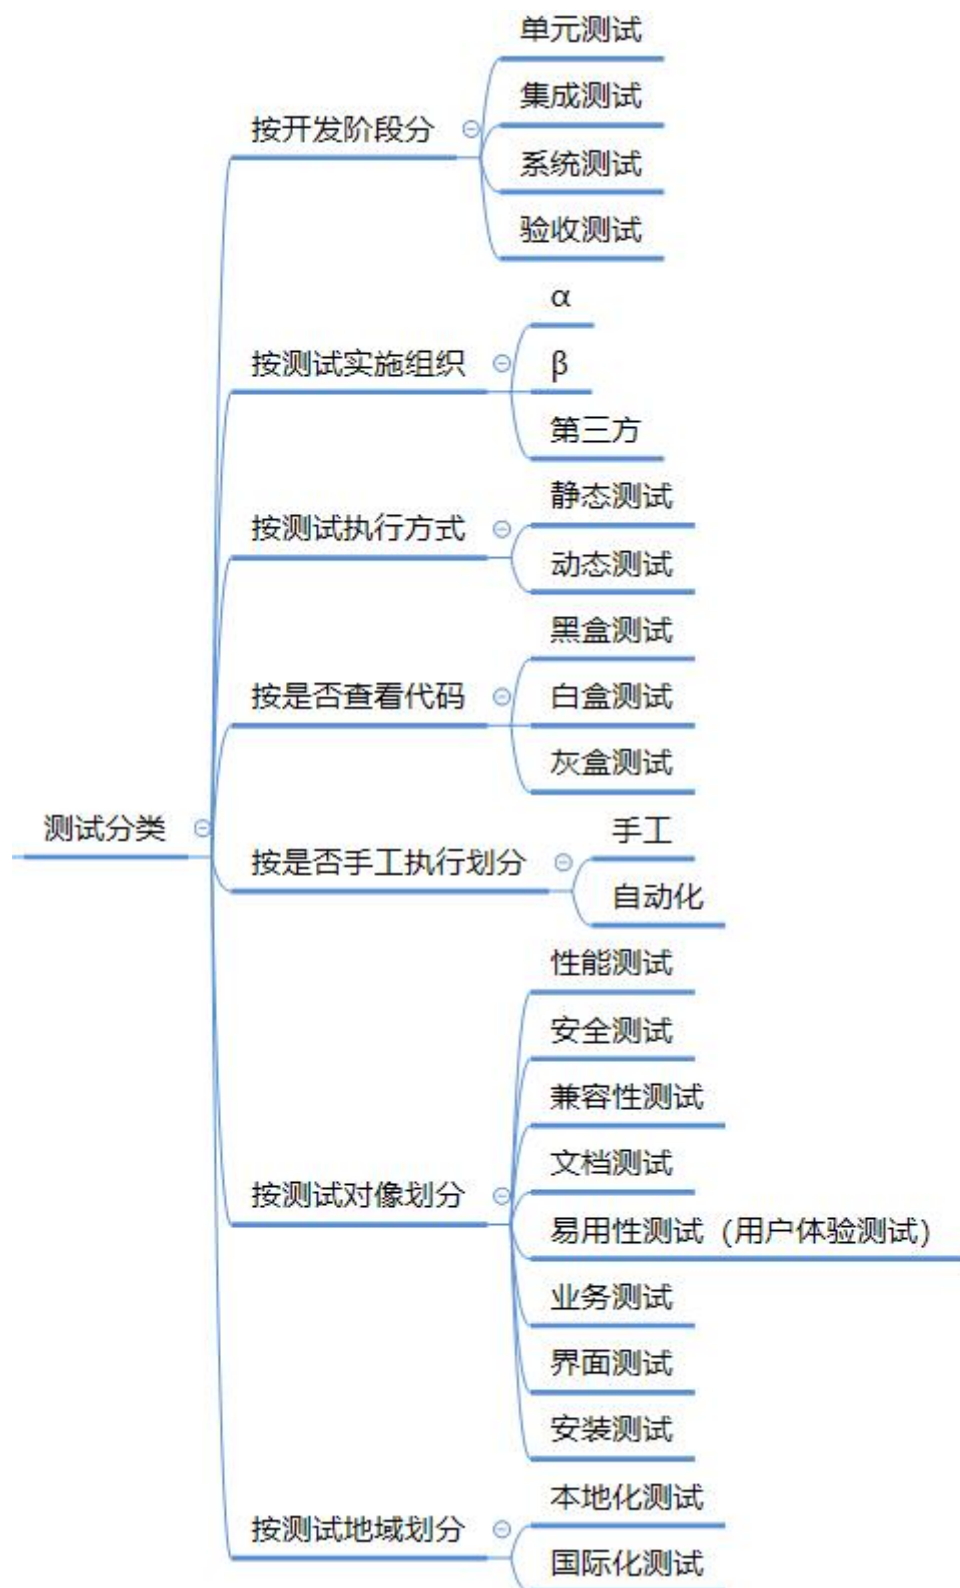 测试分类
按开发阶段分
单元测试
集成测试
系统测试
验收测试
按测试实施组织
α
β
第三方
按测试执行方式
静态测试
动态测试
按是否查看代码
黑盒测试
白盒测试
灰盒测试
按是否手工执行划分
手工
自动化
按测试对像划分
性能测试
安全测试
兼容性测试
文档测试
易用性测试（用户体验测试）
业务测试
界面测试
安装测试
按测试地域划分
本地化测试
国际化测试